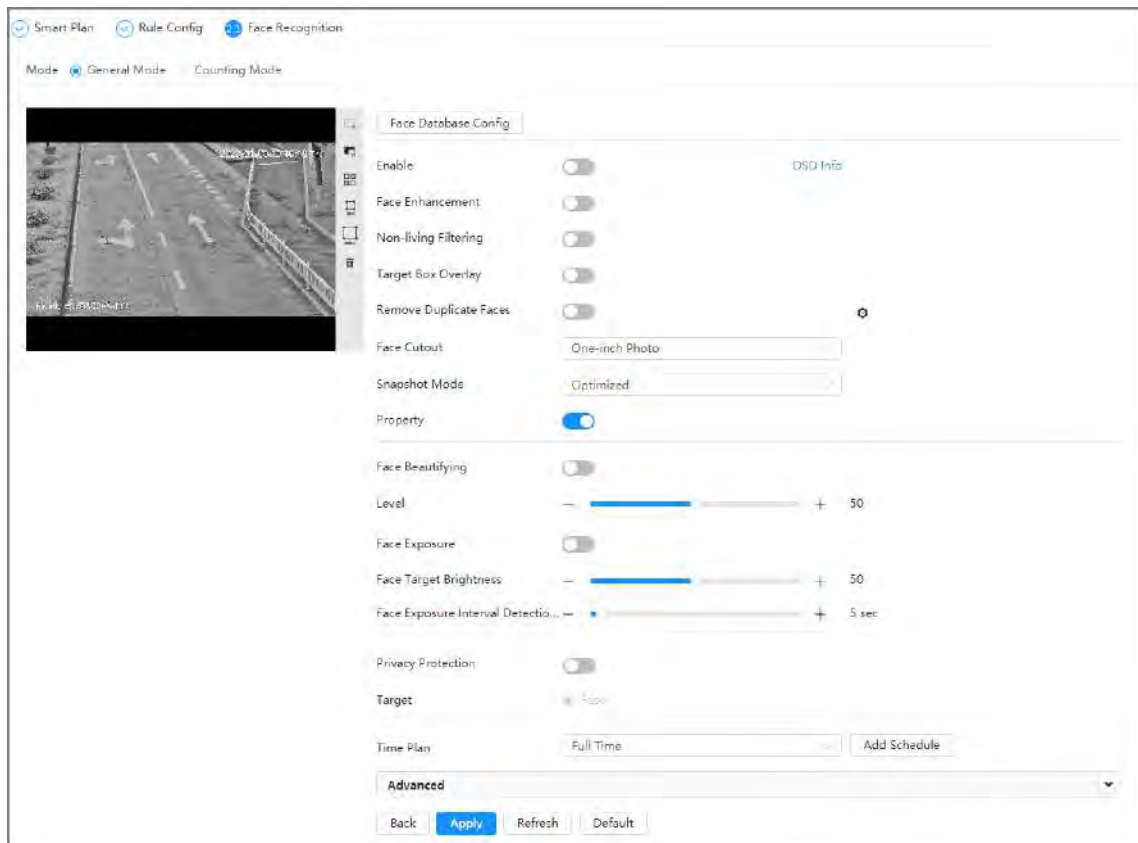 Smart Plan Rule Config Face Recognition
Mode General Mode Counting Mode
Face Database Config
Enable OSD Info
Face Enhancement
Non-living Filtering
Target Box Overlay
Remove Duplicate Faces
Face Cutout One-inch Photo
Snapshot Mode Optimized
Property
Face Beautifying
Level 50
Face Exposure
Face Target Brightness 50
Face Exposure Interval Detectio... 5 sec
Privacy Protection
Target Face
Time Plan Full Time Add Schedule
Advanced
Back Apply Refresh Default